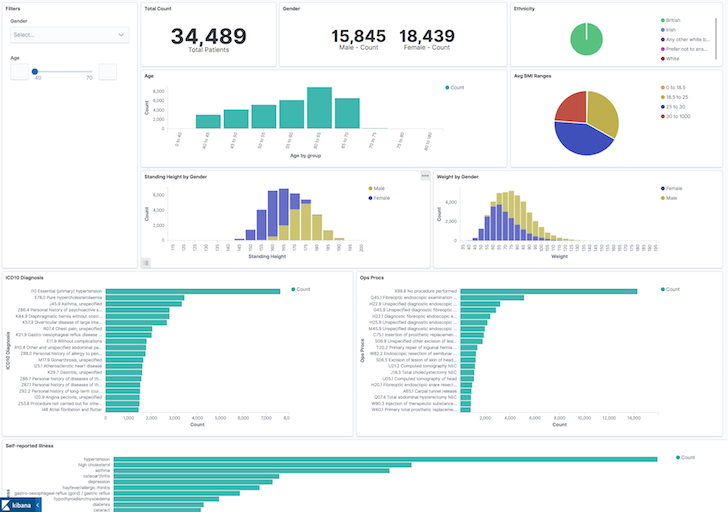 Filters
Gender
Select...
Age
40 70
Total Count
34,489
Total Patients
Gender
15,845
Male - Count
18,439
Female - Count
Ethnicity
British
Irish
Any other white b...
Prefer not to ans...
White
Age
Count
8,000
6,000
4,000
2,000
0
0 to 40
40 to 45
45 to 50
50 to 55
55 to 60
60 to 65
65 to 70
70 to 75
75 to 80
80 to 100
Age by group
Count
Avg BMI Ranges
0 to 18.5
18.5 to 25
25 to 30
30 to 1000
Standing Height by Gender
Count
6,000
4,000
2,000
0
Standing Height
Male
Female
Weight by Gender
Count
4,000
2,000
0
Weight
Female
Male
ICD10 Diagnosis
ICD10 Diagnosis
I10 Essential (primary) hypertension
E78.0 Pure hypercholesterolaemia
J45.9 Asthma, unspecified
Z86.4 Personal history of psychoactive s...
K44.9 Diaphragmatic hernia without obstr...
K57.3 Diverticular disease of large inte...
R07.4 Chest pain, unspecified
K21.9 Gastro-oesophageal reflux disease ...
E11.9 Without complications
R10.4 Other and unspecified abdominal pa...
Z88.0 Personal history of allergy to pen...
M17.9 Gonarthrosis, unspecified
I25.1 Atherosclerotic heart disease
K29.7 Gastritis, unspecified
Z86.7 Personal history of diseases of th...
Z87.1 Personal history of diseases of th...
Z92.2 Personal history of long-term (cur...
I20.9 Angina pectoris, unspecified
Z53.8 Procedure not carried out for othe...
I48 Atrial fibrillation and flutter
0 1,000 2,000 3,000 4,000 5,000 6,000 7,000 8,0
Count
Count
Ops Procs
Ops Procs
X99.8 No procedure performed
G45.1 Fibreoptic endoscopic examination ...
H22.9 Unspecified diagnostic endoscopic ...
G45.9 Unspecified diagnostic fibreoptic ...
H22.1 Diagnostic fibreoptic endoscopic a...
H25.9 Unspecified diagnostic endoscopic ...
M45.9 Unspecified diagnostic endoscopic ...
C75.1 Insertion of prosthetic replacemen...
S06.9 Unspecified other excision of lesi...
T20.2 Primary repair of inguinal hernia ...
W82.2 Endoscopic resection of semilunar ...
S06.5 Excision of lesion of skin of head...
U20.1 Computed tomography NEC
J18.3 Total cholecystectomy NEC
U05.1 Computed tomography of head
H20.1 Fibreoptic endoscopic snare resect...
A65.1 Carpal tunnel release
Q07.4 Total abdominal hysterectomy NEC
W90.3 Injection of therapeutic substance...
W40.1 Primary total prosthetic replaceme...
2,000 4,000 6,000 8,000 10,000 12,000 14,000
Count
Count
Self-reported Illness
hypertension
high cholesterol
asthma
osteoarthritis
depression
hayfever/allergic rhinitis
gastro-oesophageal reflux (gord) / gastric reflux
hypothyroidism/myxoedema
diabetes
cataract
Count
kibana